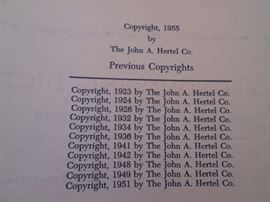 Copyright, 1955
by
The John A. Hertel Co.
Previous Copyrights
Copyright, 1923 by The John A. Hertel Co.
Copyright, 1924 by The John A. Hertel Co.
Copyright, 1928 by The John A. Hertel Co.
Copyright, 1932 by The John A. Hertel Co.
Copyright, 1934 by The John A. Hertel Co.
Copyright, 1936 by The John A. Hertel Co.
Copyright, 1941 by The John A. Hertel Co.
Copyright, 1942 by The John A. Hertel Co.
Copyright, 1948 by The John A. Hertel Co.
Copyright, 1949 by The John A. Hertel Co.
Copyright, 1951 by The John A. Hertel Co.